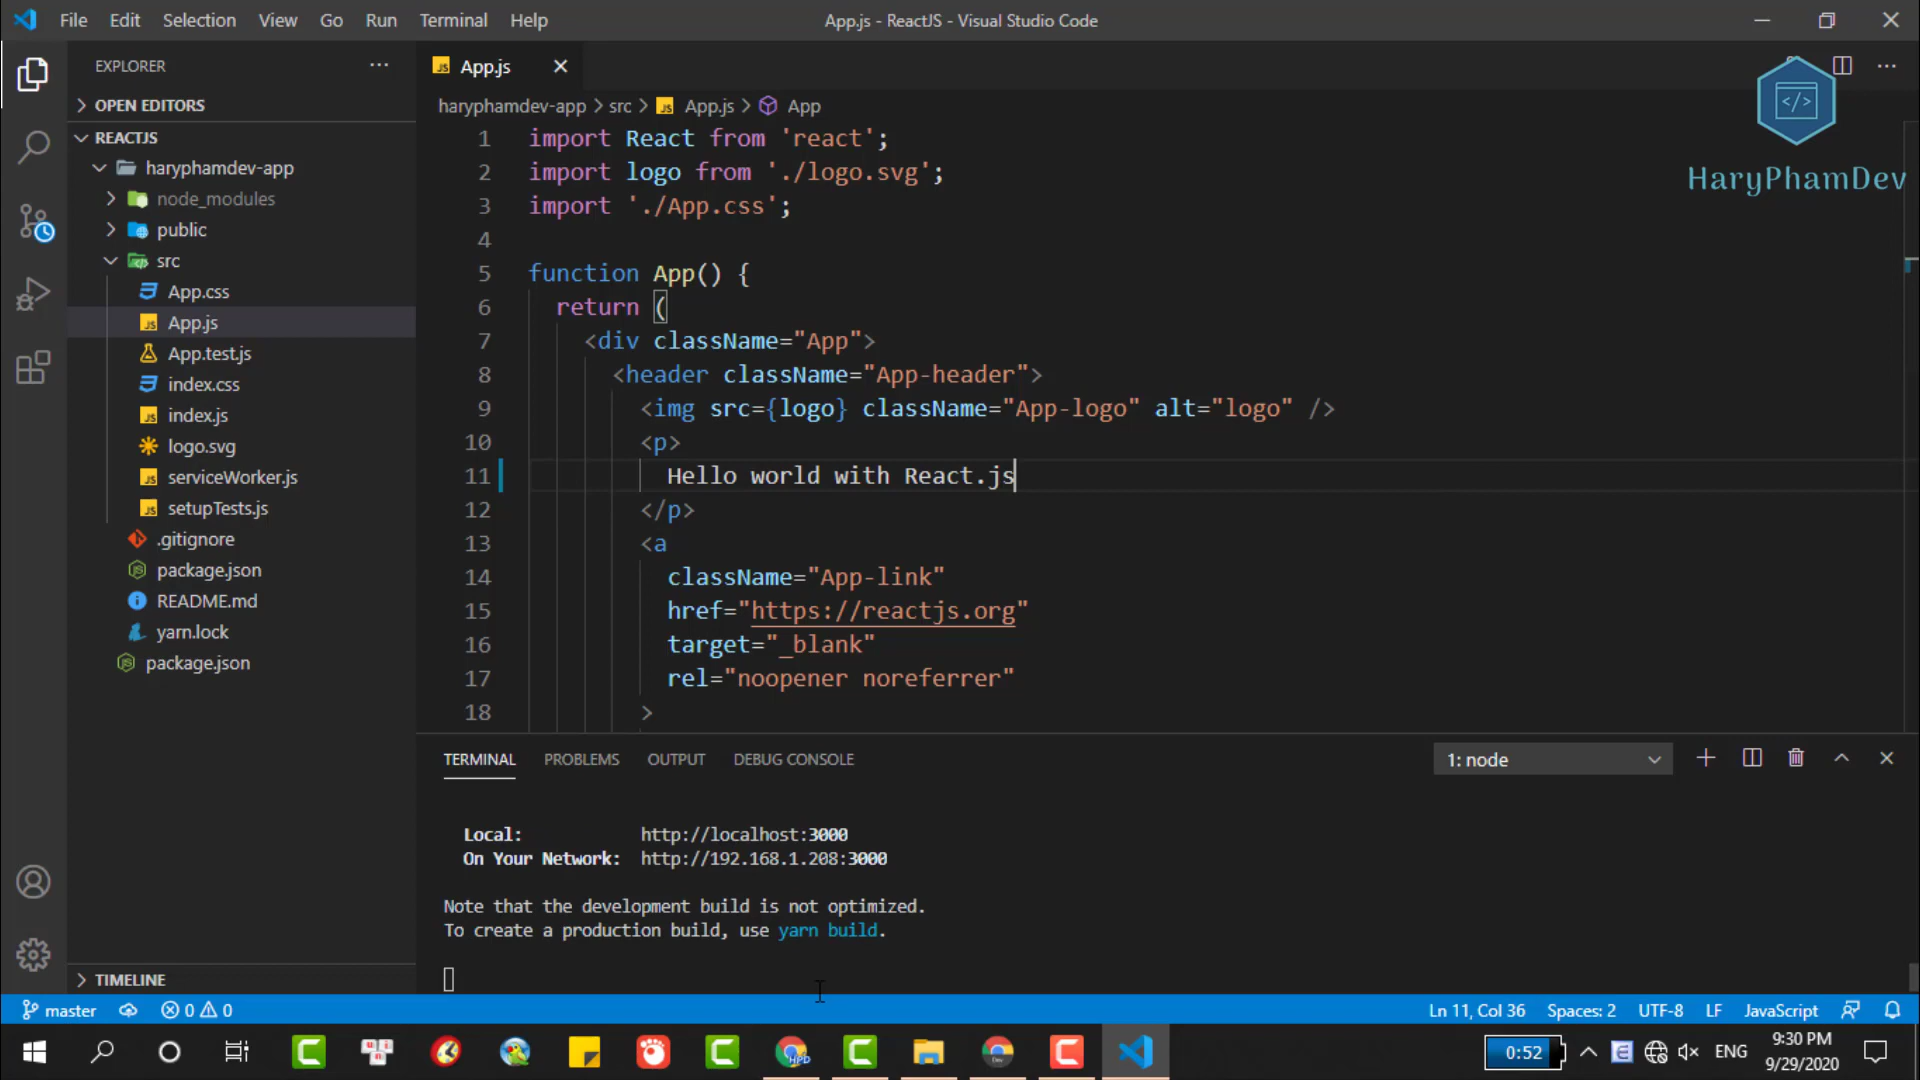 File Edit Selection View Go Run Terminal Help
App.js - ReactJS - Visual Studio Code
EXPLORER
OPEN EDITORS
REACTJS
haryphamdev-app
node_modules
public
src
App.css
App.js
App.test.js
index.css
index.js
logo.svg
serviceWorker.js
setupTests.js
.gitignore
package.json
README.md
yarn.lock
package.json
TIMELINE
JS App.js
haryphamdev-app > src > JS App.js > App
HaryPhamDev
1 import React from 'react';
2 import logo from './logo.svg';
3 import './App.css';
4
5 function App() {
6 return (
7 <div className="App">
8 <header className="App-header">
9 <img src={logo} className="App-logo" alt="logo" />
10 <p>
11 Hello world with React.js
12 </p>
13 <a
14 className="App-link"
15 href="https://reactjs.org"
16 target="_blank"
17 rel="noopener noreferrer"
18 >
TERMINAL PROBLEMS OUTPUT DEBUG CONSOLE
1: node
Local: http://localhost:3000
On Your Network: http://192.168.1.208:3000
Note that the development build is not optimized.
To create a production build, use yarn build.
master 0 0
Ln 11, Col 36 Spaces: 2 UTF-8 LF JavaScript
0:52
ENG
9:30 PM
9/29/2020